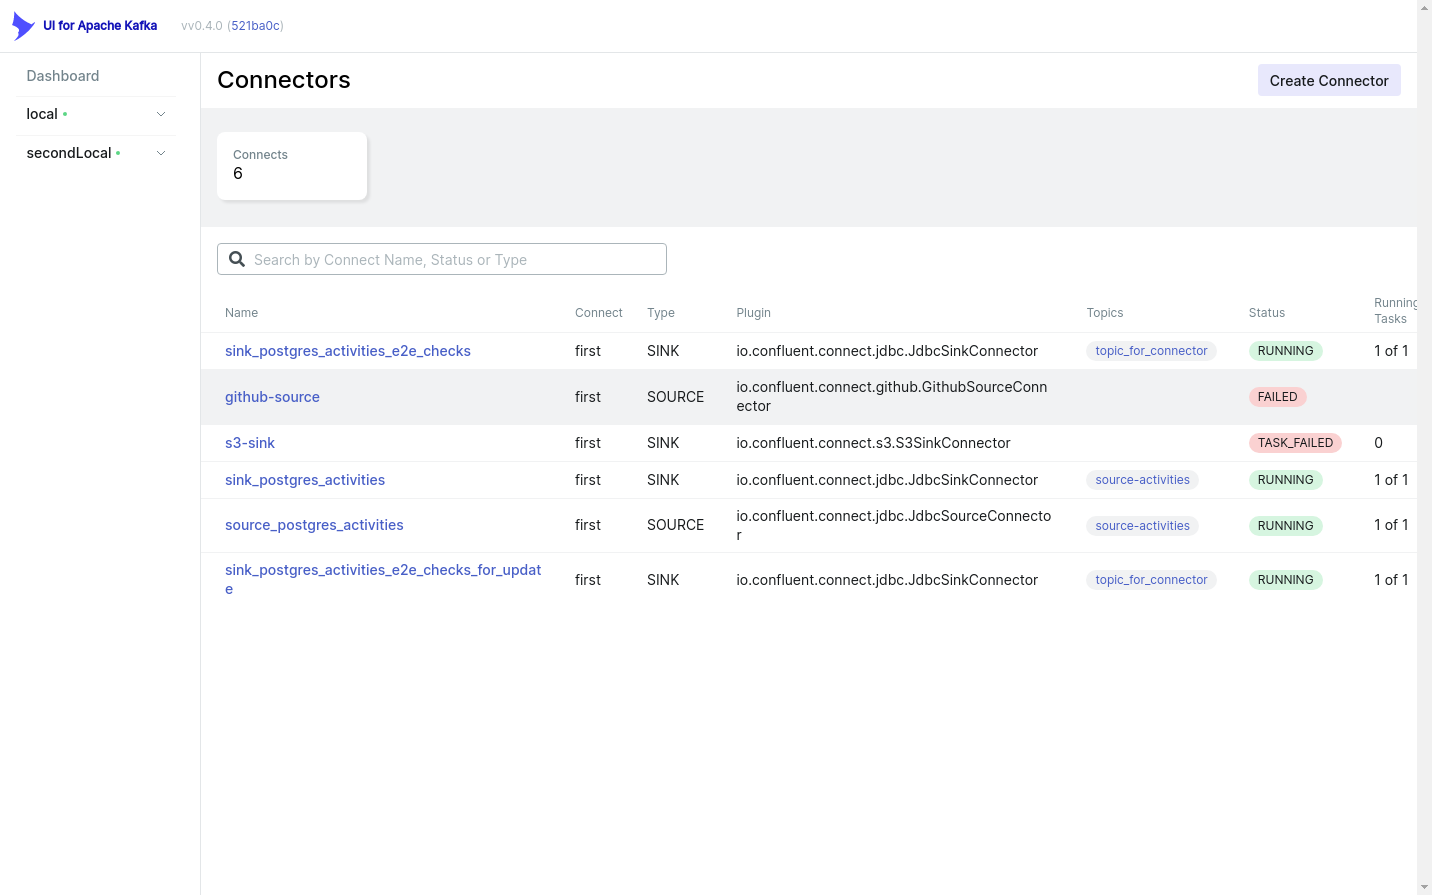 UI for Apache Kafka vv0.4.0 (521ba0c)
Dashboard
local
secondLocal
Connectors
Create Connector
Connects
6
Search by Connect Name, Status or Type
Name Connect Type Plugin Topics Status Running
Tasks
sink_postgres_activities_e2e_checks first SINK io.confluent.connect.jdbc.JdbcSinkConnector topic_for_connector RUNNING 1 of 1
github-source first SOURCE io.confluent.connect.github.GithubSourceConn
ector FAILED
s3-sink first SINK io.confluent.connect.s3.S3SinkConnector TASK_FAILED 0
sink_postgres_activities first SINK io.confluent.connect.jdbc.JdbcSinkConnector source-activities RUNNING 1 of 1
source_postgres_activities first SOURCE io.confluent.connect.jdbc.JdbcSourceConnecto
r source-activities RUNNING 1 of 1
sink_postgres_activities_e2e_checks_for_updat
e first SINK io.confluent.connect.jdbc.JdbcSinkConnector topic_for_connector RUNNING 1 of 1